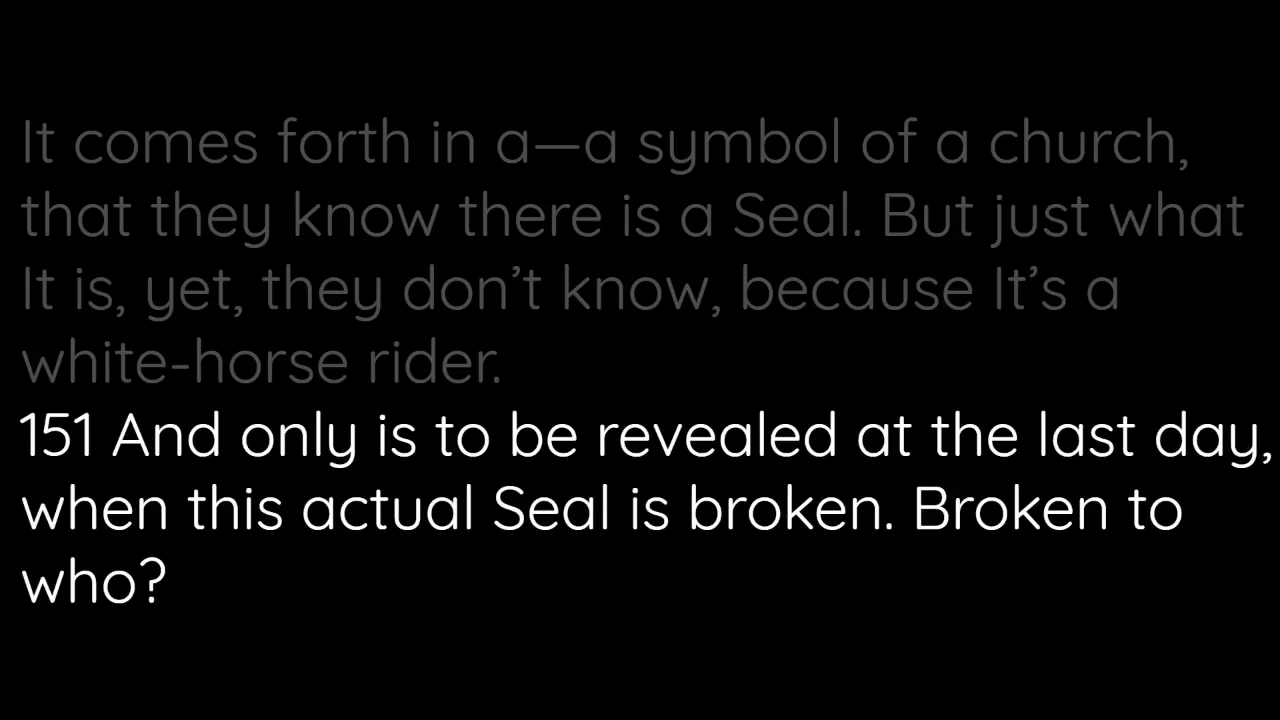 It comes forth in a—a symbol of a church,
that they know there is a Seal. But just what
It is, yet, they don’t know, because It’s a
white-horse rider.
151 And only is to be revealed at the last day,
when this actual Seal is broken. Broken to
who?